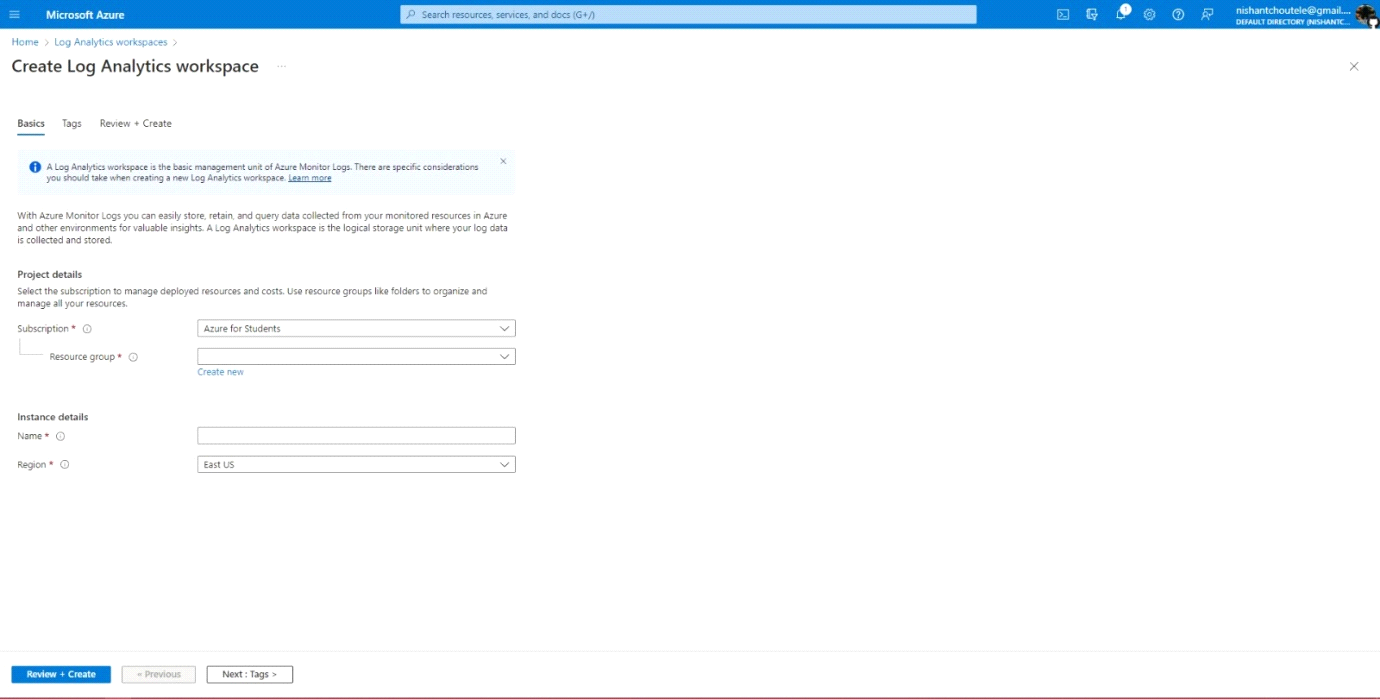 Microsoft Azure
Search resources, services, and docs (G+/)
1
nishantchoutele@gmail....
DEFAULT DIRECTORY (NISHANTC...
Home > Log Analytics workspaces >
Create Log Analytics workspace ...
Basics Tags Review + Create
A Log Analytics workspace is the basic management unit of Azure Monitor Logs. There are specific considerations
you should take when creating a new Log Analytics workspace. Learn more
With Azure Monitor Logs you can easily store, retain, and query data collected from your monitored resources in Azure
and other environments for valuable insights. A Log Analytics workspace is the logical storage unit where your log data
is collected and stored.
Project details
Select the subscription to manage deployed resources and costs. Use resource groups like folders to organize and
manage all your resources.
Subscription * Azure for Students
Resource group *
Create new
Instance details
Name *
Region * East US
Review + Create < Previous Next : Tags >